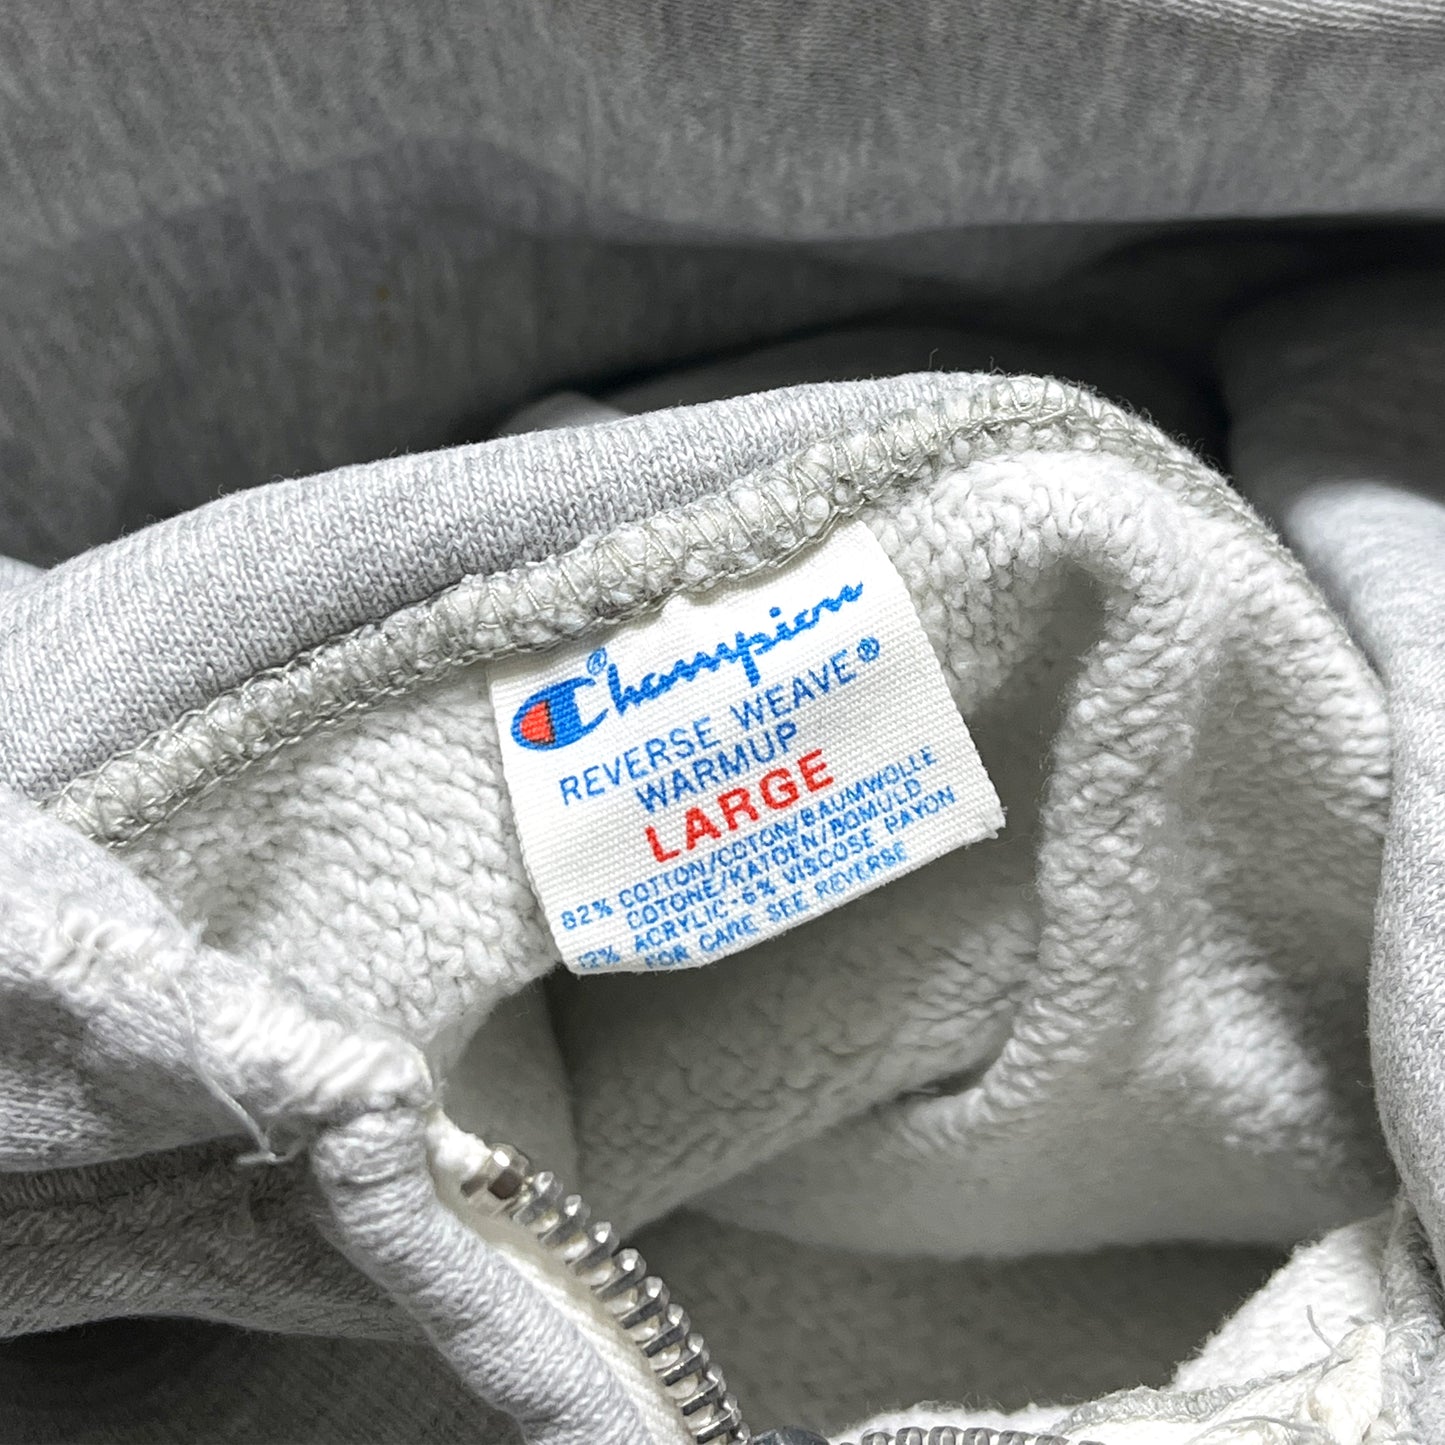 Champion®
REVERSE WEAVE®
WARMUP
LARGE
82% COTTON/COTON/BAUMWOLLE
COTONE/KATOEN/BOMULD
12% ACRYLIC-6% VISCOSE RAYON
FOR CARE SEE REVERSE